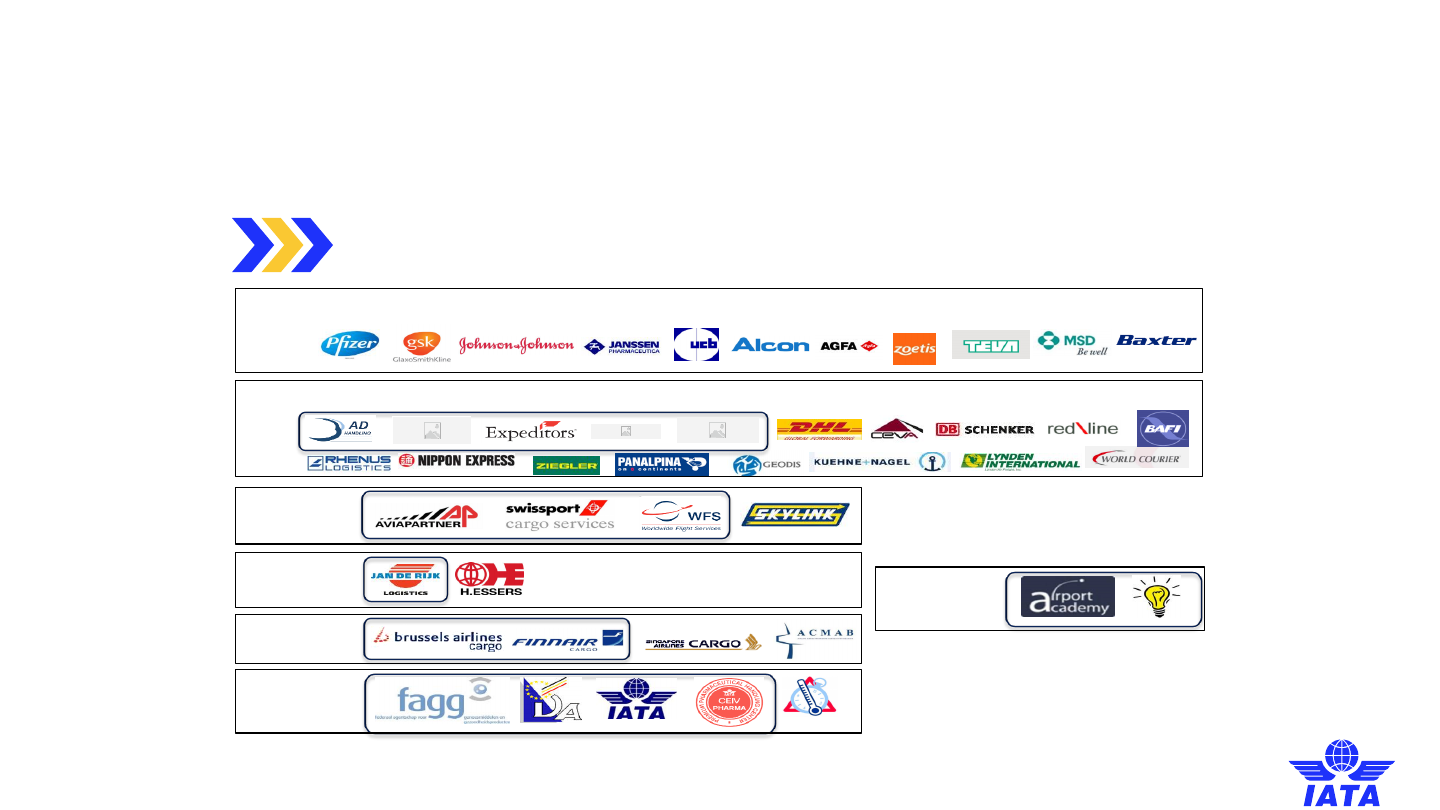 Pfizer
gsk
GlaxoSmithKline
Johnson & Johnson
JANSSEN
PHARMACEUTICA
ucb
Alcon
AGFA
zoetis
TEVA
MSD
Be well
Baxter
AD
HANDLING
Expeditors
DHL
GLOBAL FORWARDING
CEVA
DB SCHENKER
redline
BAFI
RHENUS
LOGISTICS
NIPPON EXPRESS
ZIEGLER
PANALPINA
on 6 continents
GEODIS
KUEHNE+NAGEL
LYNDEN
INTERNATIONAL
WORLD COURIER
AVIAPARTNER
swissport
cargo services
WFS
Worldwide Flight Services
SKYLINK
JAN DE RIJK
LOGISTICS
H.ESSERS
airport
academy
brussels airlines
cargo
FINNAIR
CARGO
SINGAPORE
AIRLINES CARGO
ACMAB
fagg
LDA
IATA
CEIV
PHARMA
IATA